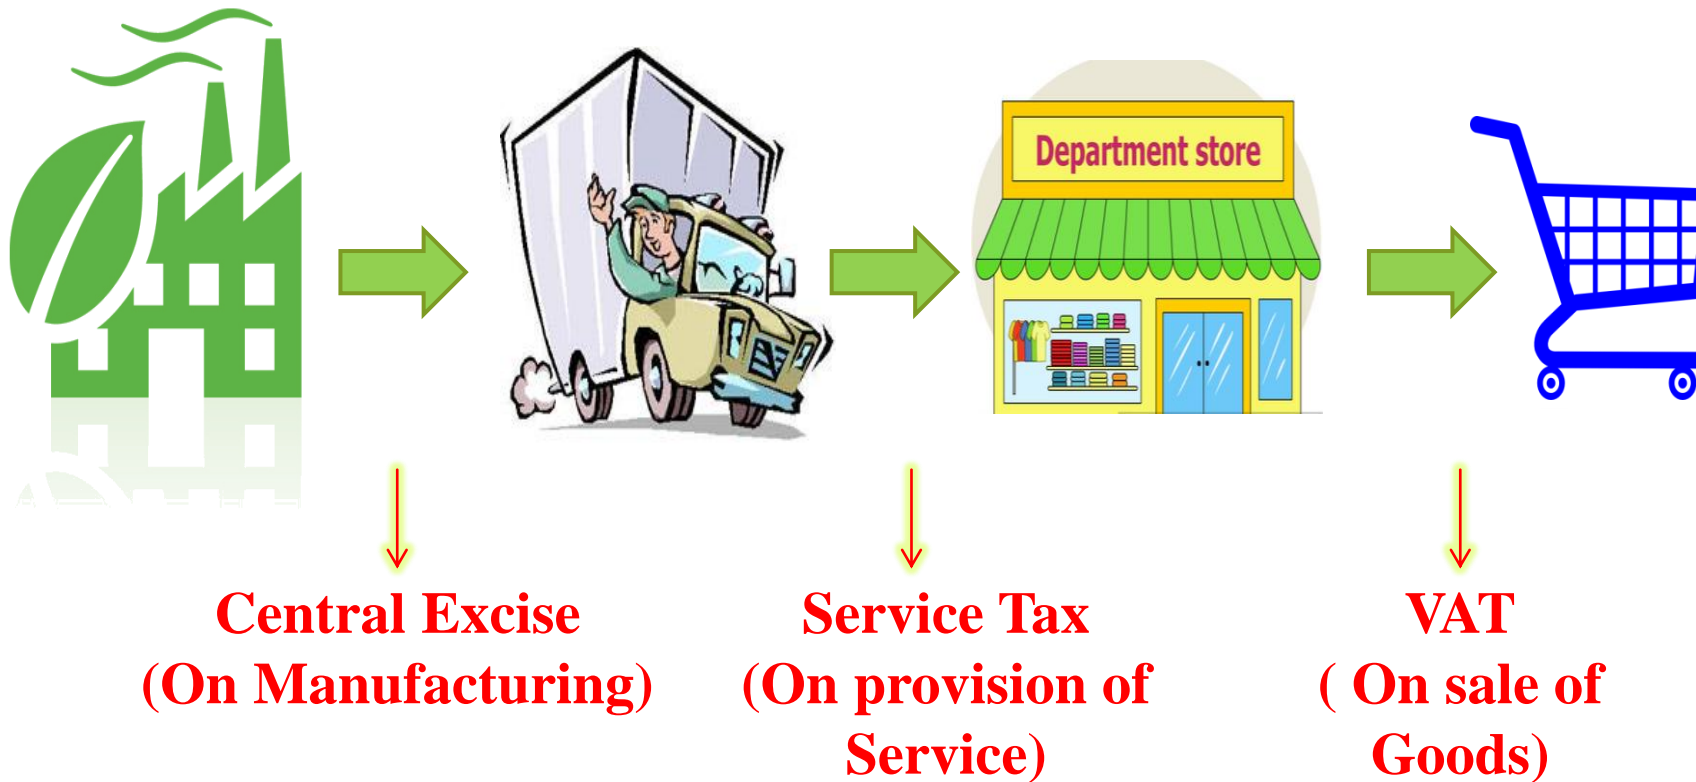 Department store
Central Excise
(On Manufacturing)
Service Tax
(On provision of
Service)
VAT
( On sale of
Goods)